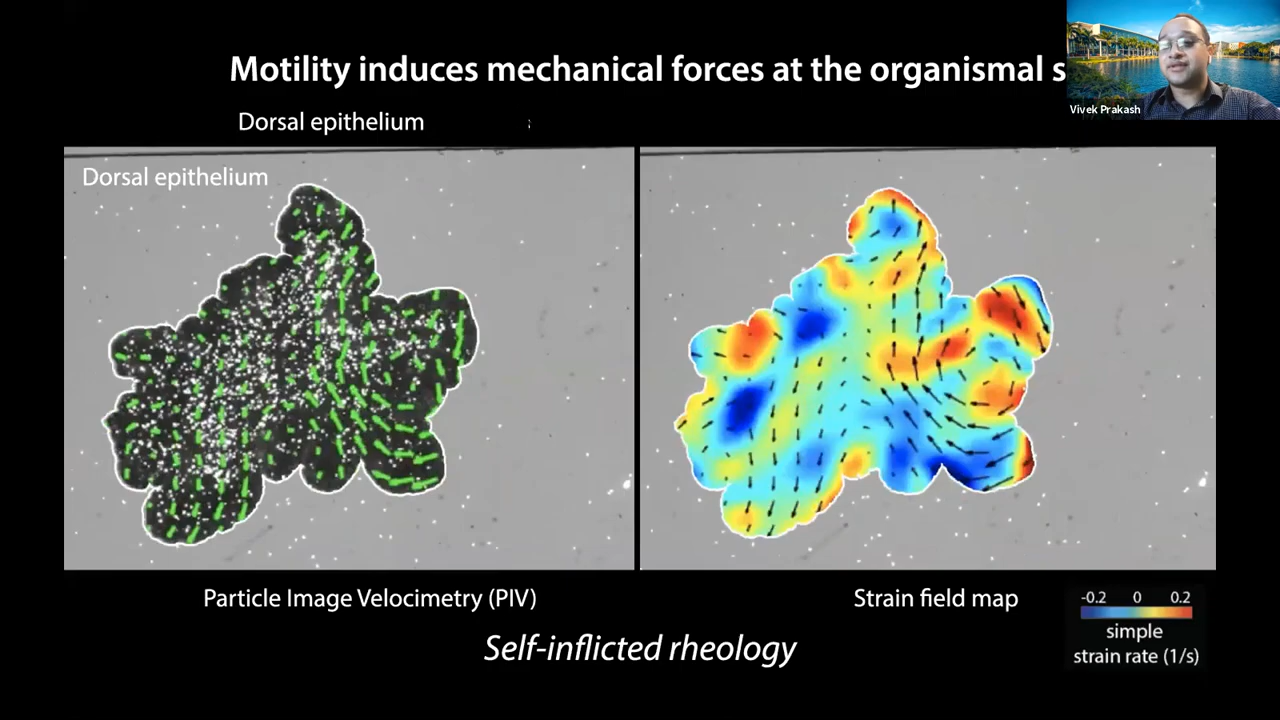 Motility induces mechanical forces at the organismal s
Vivek Prakash
Dorsal epithelium
Dorsal epithelium
Particle Image Velocimetry (PIV)
Strain field map
-0.2 0 0.2
simple
strain rate (1/s)
Self-inflicted rheology